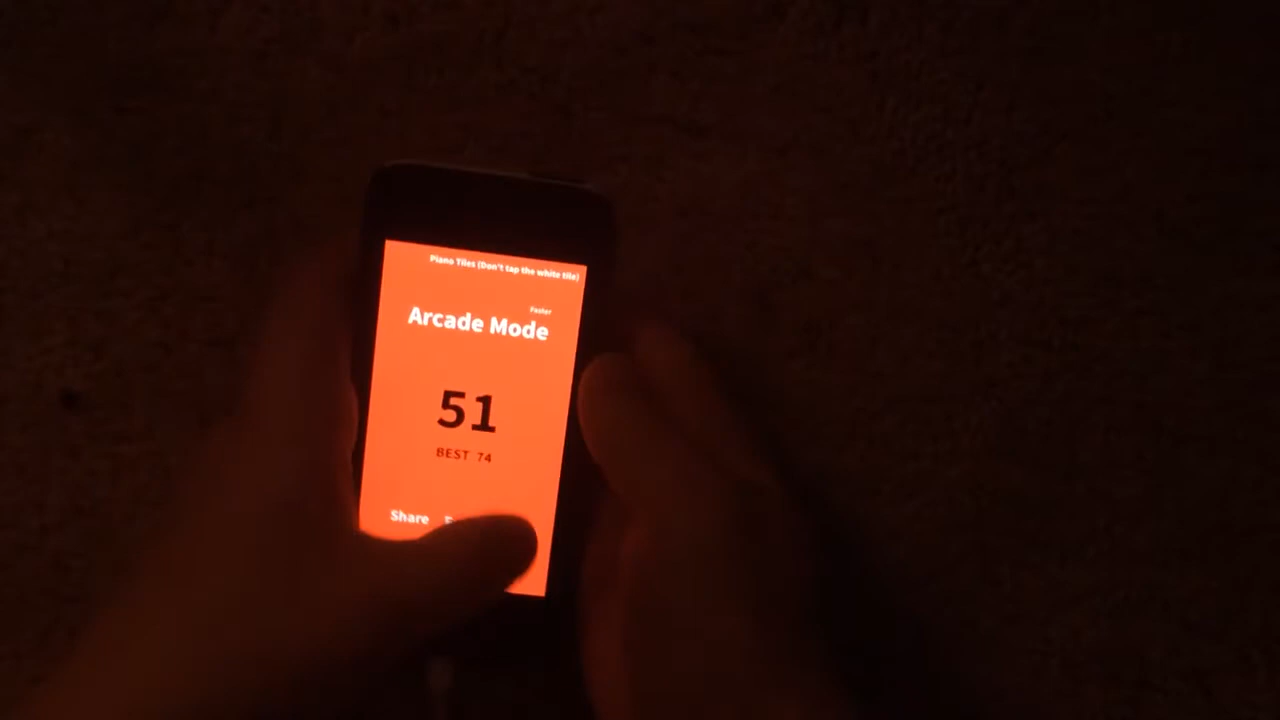 Piano Tiles (Don't tap the white tile)
Faster
Arcade Mode
51
BEST 74
Share